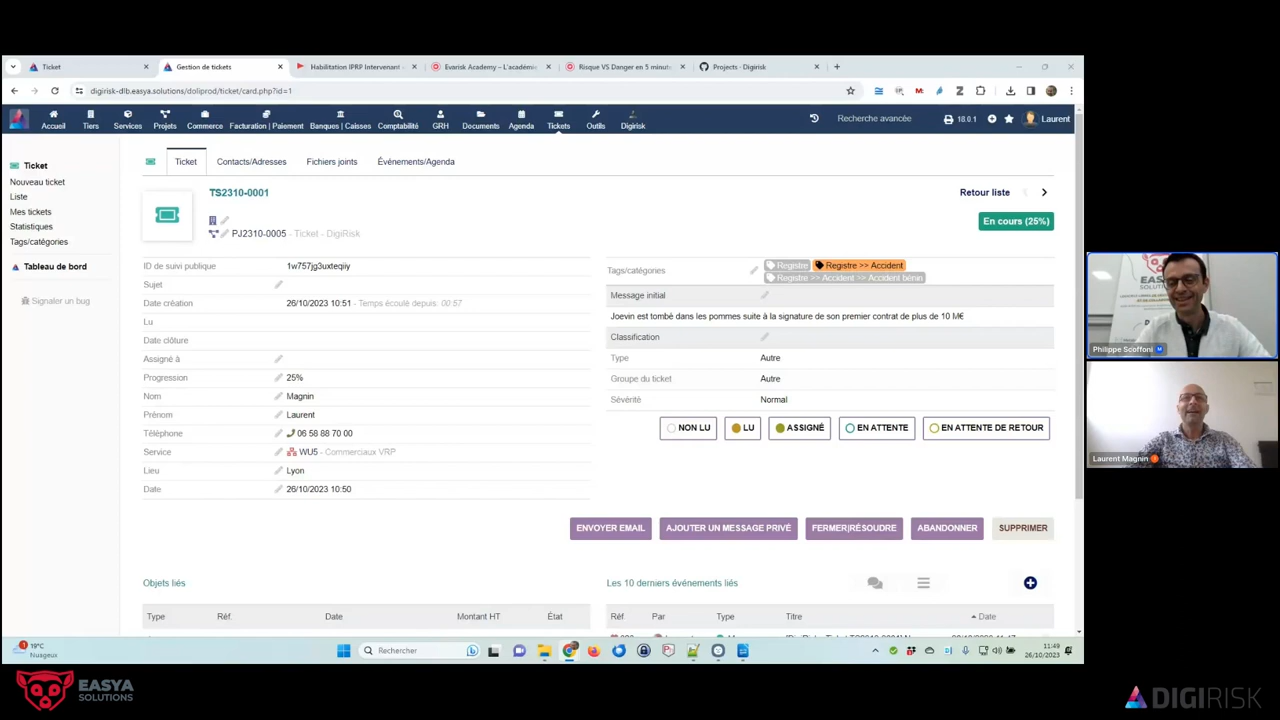 Ticket
Gestion de tickets
Habilitation IPRP Intervenant
Evarisk Academy – L'académie
Risque VS Danger en 5 minute
Projects · Digirisk
digirisk-dlb.easya.solutions/doliprod/ticket/card.php?id=1
Accueil
Tiers
Services
Projets
Commerce
Facturation | Paiement
Banques | Caisses
Comptabilité
GRH
Documents
Agenda
Tickets
Outils
Digirisk
Recherche avancée
18.0.1
Laurent
Ticket
Nouveau ticket
Liste
Mes tickets
Statistiques
Tags/catégories
Tableau de bord
Signaler un bug
Ticket
Contacts/Adresses
Fichiers joints
Événements/Agenda
TS2310-0001
Retour liste
En cours (25%)
PJ2310-0005 - Ticket - DigiRisk
ID de suivi publique 1w757jg3uxteqiiy
Sujet
Date création 26/10/2023 10:51 - Temps écoulé depuis 00:57
Lu
Date clôture
Assigné à
Progression 25%
Nom Magnin
Prénom Laurent
Téléphone 06 58 88 70 00
Service WU5 - Commerciaux VRP
Lieu Lyon
Date 26/10/2023 10:50
Tags/catégories Registre Registre >> Accident
Registre >> Accident >> Accident bénin
Message initial
Joevin est tombé dans les pommes suite à la signature de son premier contrat de plus de 10 M€
Classification
Type Autre
Groupe du ticket Autre
Sévérité Normal
NON LU
LU
ASSIGNÉ
EN ATTENTE
EN ATTENTE DE RETOUR
ENVOYER EMAIL
AJOUTER UN MESSAGE PRIVÉ
FERMER|RÉSOUDRE
ABANDONNER
SUPPRIMER
Objets liés
Type Réf. Date Montant HT État
Les 10 derniers événements liés
Réf. Par Type Titre Date
Philippe Scoffoni
Laurent Magnin
19°C
Nuageux
Rechercher
11:49
26/10/2023
EASYA
SOLUTIONS
DIGIRISK